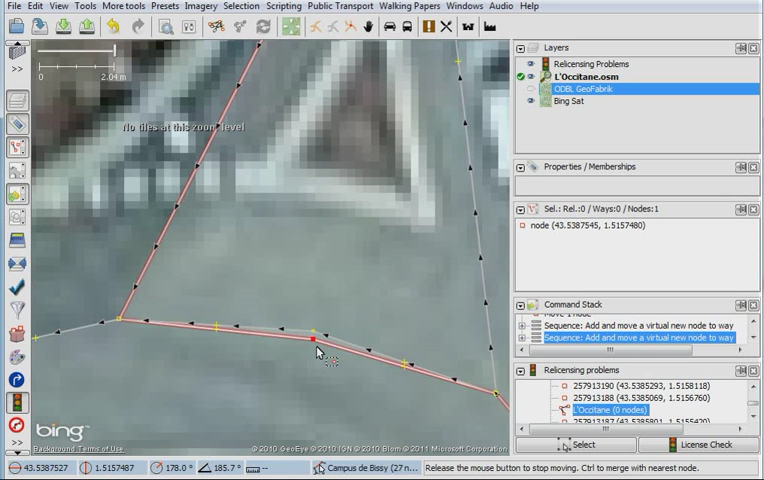 File Edit View Tools More tools Presets Imagery Selection Scripting Public Transport Walking Papers Windows Audio Help
0 2.04 m
No tiles at this zoom level
>>
>>
bing
Background Terms of Use
© 2010 GeoEye © 2010 IGN © 2010 Blom © 2011 Microsoft Corporation
Layers
Relicensing Problems
L'Occitane.osm
ODBL GeoFabrik
Bing Sat
Properties / Memberships
Sel.: Rel.:0 / Ways:0 / Nodes:1
node (43.5387545, 1.5157480)
Command Stack
Sequence: Add and move a virtual new node to way
Sequence: Add and move a virtual new node to way
Relicensing problems
257913190 (43.5385293, 1.5158118)
257913188 (43.5385069, 1.5156760)
L'Occitane (0 nodes)
Select
License Check
43.5387527 1.5157487 178.0 ° 185.7 ° -- Campus de Bissy (27 n... Release the mouse button to stop moving. Ctrl to merge with nearest node.